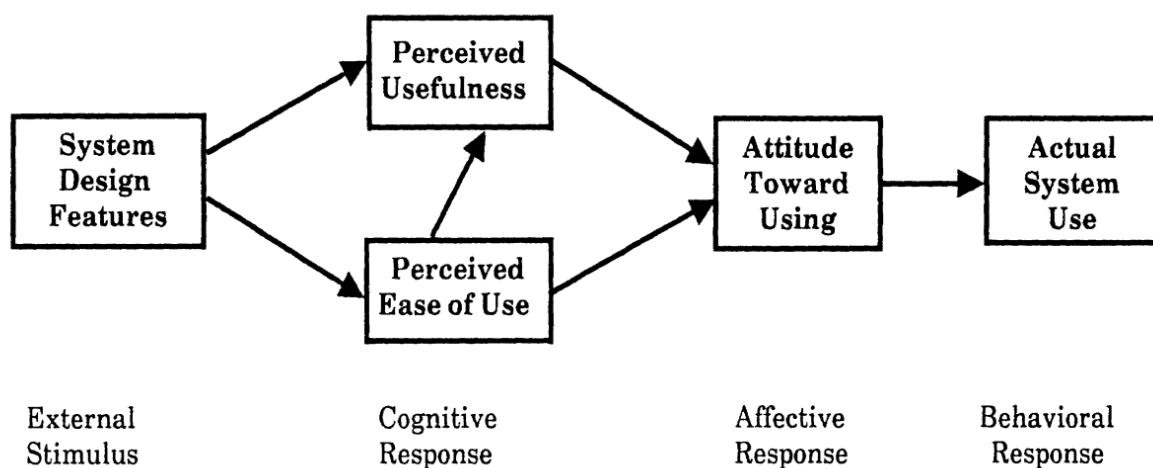 Perceived
Usefulness
System
Design
Features
Attitude
Toward
Using
Actual
System
Use
Perceived
Ease of Use
External
Stimulus
Cognitive
Response
Affective
Response
Behavioral
Response